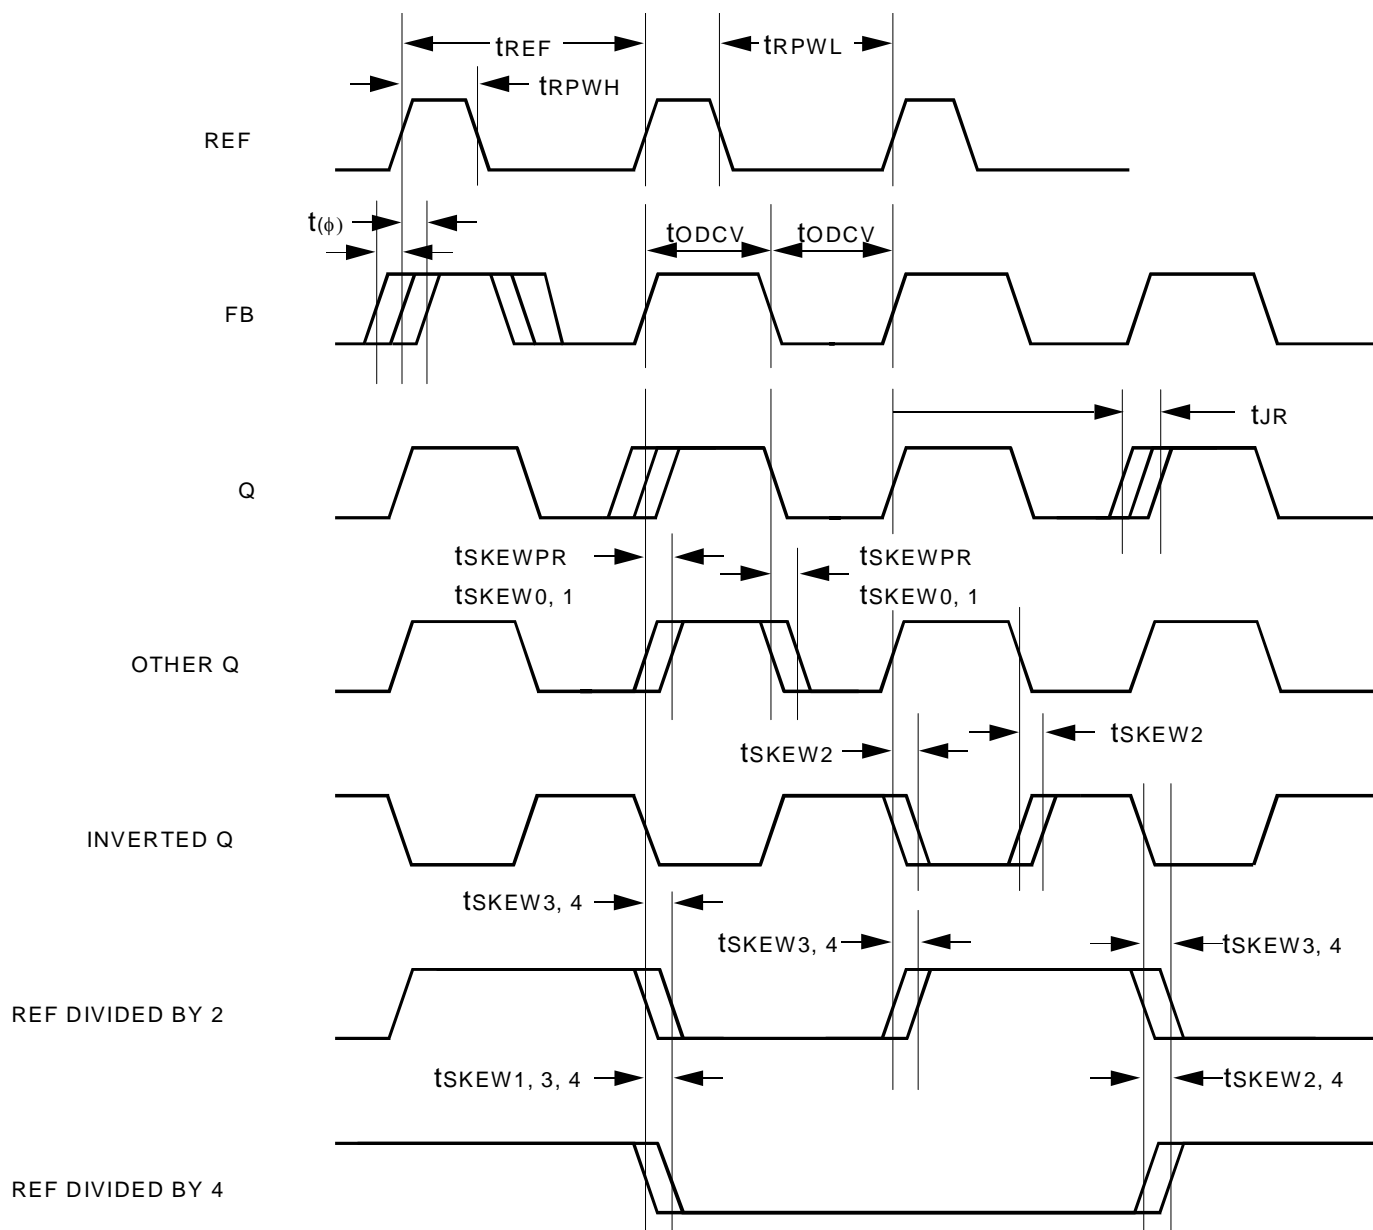 tREF
tRPWL
tRPWH
REF
t(ϕ)
tODCV tODCV
FB
tJR
Q
tSKEWPR
tSKEW0, 1
tSKEWPR
tSKEW0, 1
OTHER Q
tSKEW2
tSKEW2
INVERTED Q
tSKEW3, 4
tSKEW3, 4
tSKEW3, 4
REF DIVIDED BY 2
tSKEW1, 3, 4
tSKEW2, 4
REF DIVIDED BY 4